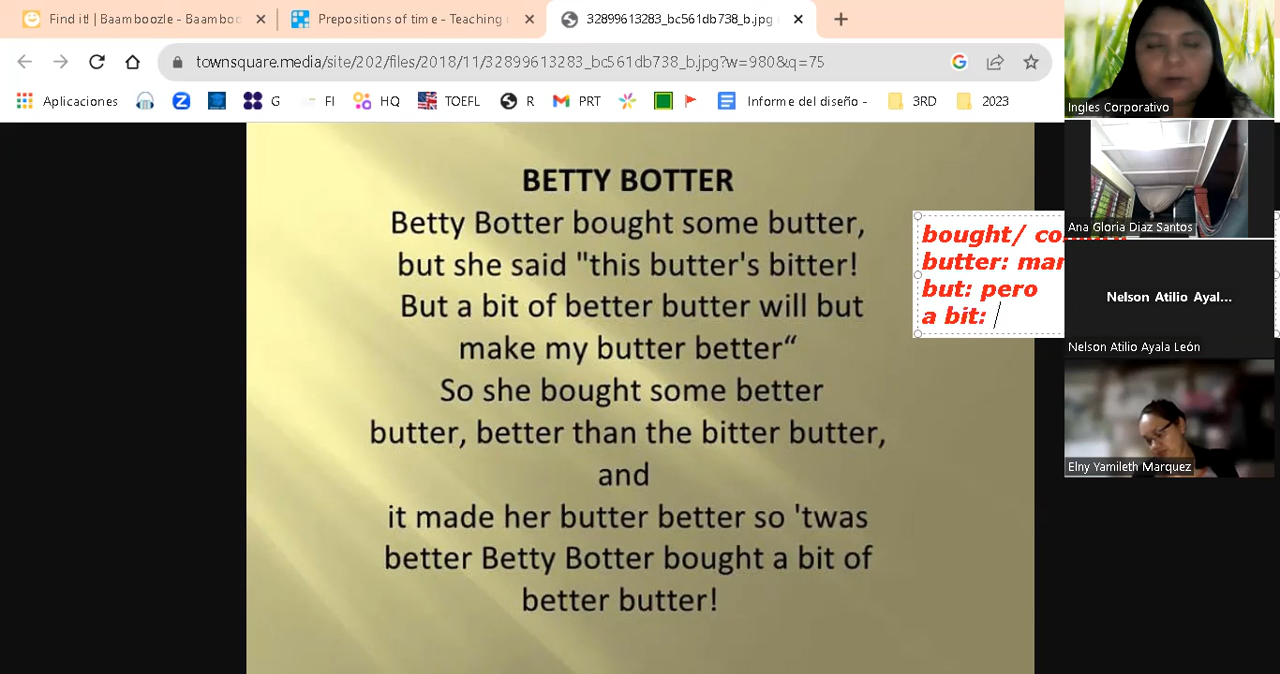 Find it! | Baamboozle - Baamboo
Prepositions of time - Teaching
32899613283_bc561db738_b.jpg
townsquare.media/site/202/files/2018/11/32899613283_bc561db738_b.jpg?w=980&q=75
Aplicaciones
G
FI
HQ
TOEFL
R
PRT
Informe del diseño -
3RD
2023
BETTY BOTTER
Betty Botter bought some butter,
but she said "this butter's bitter!
But a bit of better butter will but
make my butter better“
So she bought some better
butter, better than the bitter butter,
and
it made her butter better so 'twas
better Betty Botter bought a bit of
better butter!
bought/
butter:
but: pero
a bit:
Ingles Corporativo
Ana Gloria Diaz Santos
Nelson Atilio Ayal...
Nelson Atilio Ayala León
Elny Yamileth Marquez